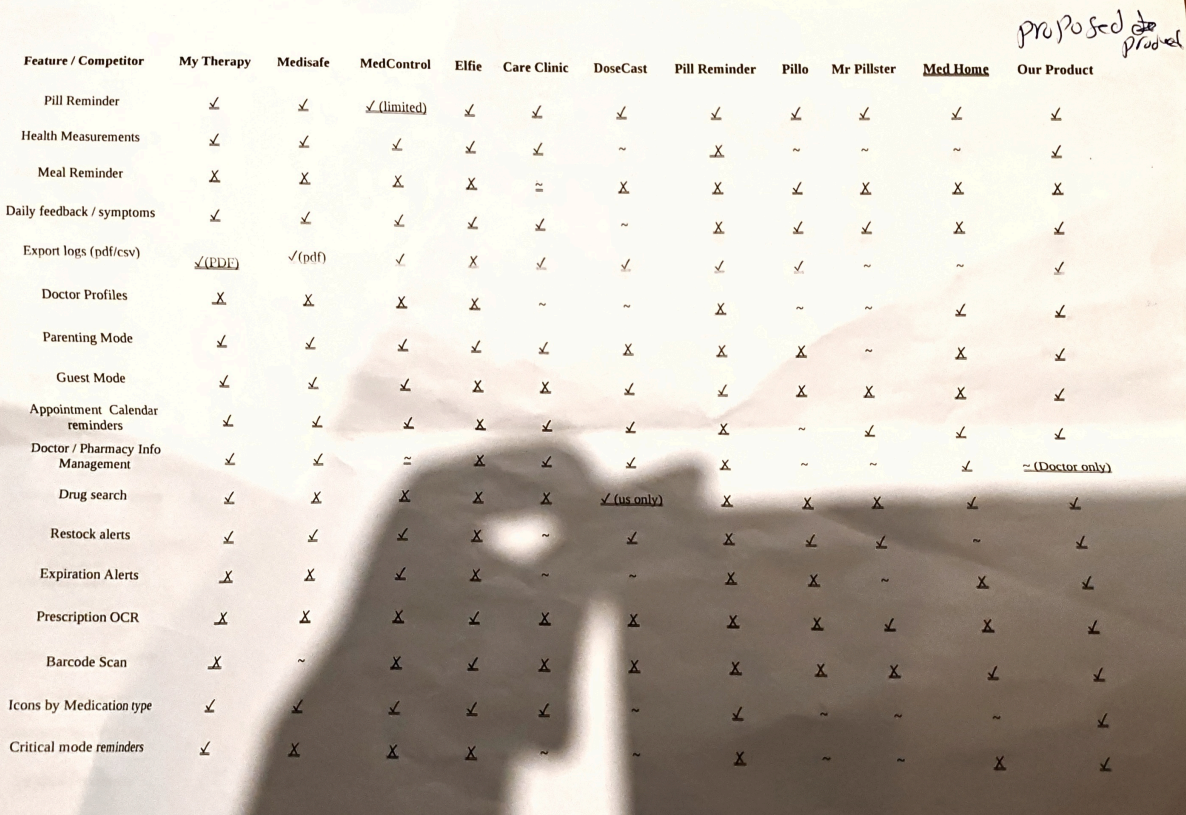 proposed
product
Feature / Competitor My Therapy Medisafe MedControl Elfie Care Clinic DoseCast Pill Reminder Pillo Mr Pillster Med Home Our Product
Pill Reminder ✓ ✓ ✓ (limited) ✓ ✓ ✓ ✓ ✓ ✓ ✓ ✓
Health Measurements ✓ ✓ ✓ ✓ ✓ ~ X ~ ~ ~ ✓
Meal Reminder X X X X ~ X X ✓ X X X
Daily feedback / symptoms ✓ ✓ ✓ ✓ ✓ ~ X ✓ ✓ X ✓
Export logs (pdf/csv) ✓(PDF) ✓(pdf) ✓ X ✓ ✓ ✓ ✓ ~ ~ ✓
Doctor Profiles X X X X ~ ~ X ~ ~ ✓ ✓
Parenting Mode ✓ ✓ ✓ ✓ ✓ X X X ~ X ✓
Guest Mode ✓ ✓ ✓ X X ✓ ✓ X X X ✓
Appointment Calendar
reminders ✓ ✓ ✓ X ✓ ✓ X ~ ✓ ✓ ✓
Doctor / Pharmacy Info
Management ✓ ✓ ~ X ✓ ✓ X ~ ~ ✓ ~ (Doctor only)
Drug search ✓ X X X X ✓ (us only) X X X ✓ ✓
Restock alerts ✓ ✓ ✓ X ~ ✓ X ✓ ✓ ~ ✓
Expiration Alerts X X ✓ X ~ ~ X X ~ X ✓
Prescription OCR X X X ✓ X X X X ✓ X ✓
Barcode Scan X ~ X ✓ X X X X X ✓ ✓
Icons by Medication type ✓ ✓ ✓ ✓ ✓ ~ ✓ ~ ~ ~ ✓
Critical mode reminders ✓ X X X ~ ~ X ~ ~ X ✓